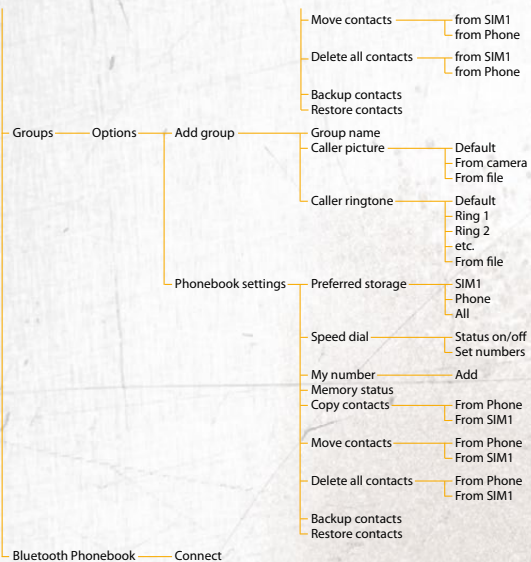 Move contacts from SIM1
from Phone
Delete all contacts from SIM1
from Phone
Backup contacts
Restore contacts
Groups Options Add group Group name
Caller picture Default
From camera
From file
Caller ringtone Default
Ring 1
Ring 2
etc.
From file
Phonebook settings Preferred storage SIM1
Phone
All
Speed dial Status on/off
Set numbers
My number Add
Memory status
Copy contacts From Phone
From SIM1
Move contacts From Phone
From SIM1
Delete all contacts From Phone
From SIM1
Backup contacts
Restore contacts
Bluetooth Phonebook Connect